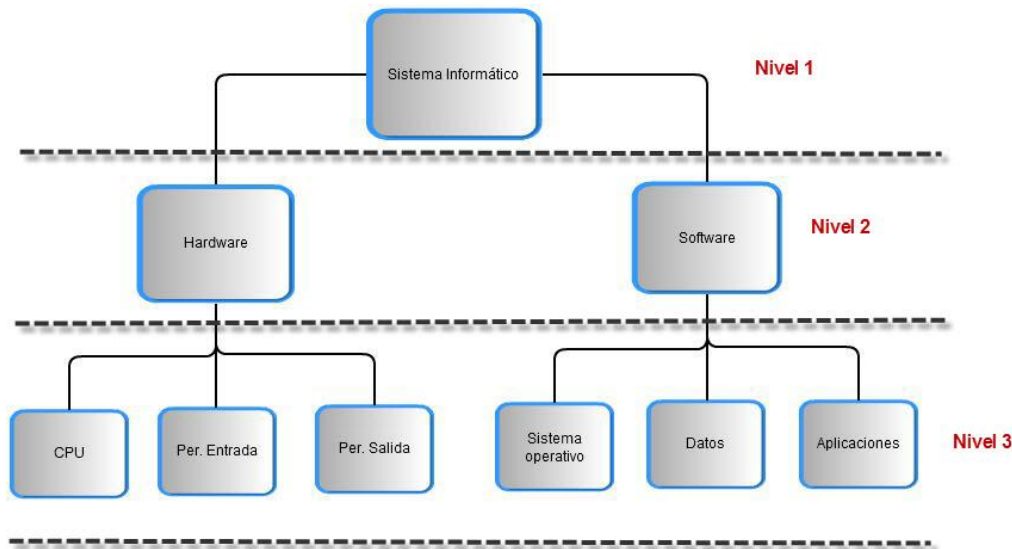 Sistema Informático
Nivel 1
Hardware
Software
Nivel 2
CPU
Per. Entrada
Per. Salida
Sistema
operativo
Datos
Aplicaciones
Nivel 3